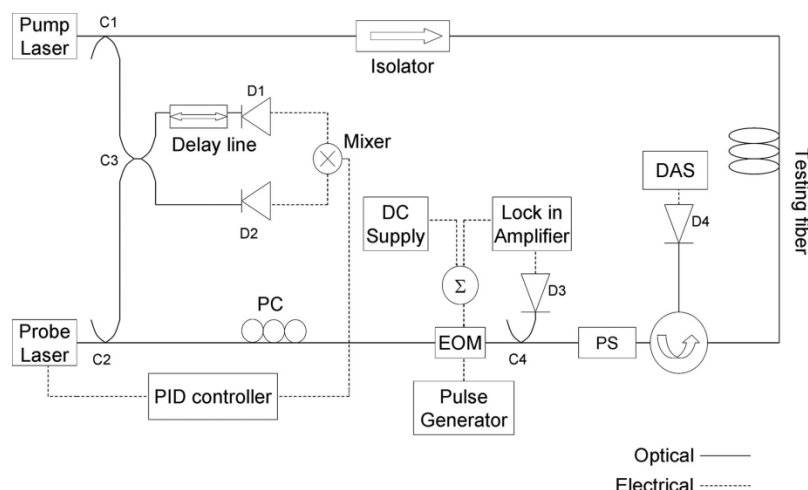 Pump
Laser
C1
Isolator
D1
Delay line
Mixer
C3
D2
DAS
D4
Testing fiber
DC
Supply
Lock in
Amplifier
D3
Σ
PC
Probe
Laser
C2
EOM
C4
PS
PID controller
Pulse
Generator
Optical
Electrical